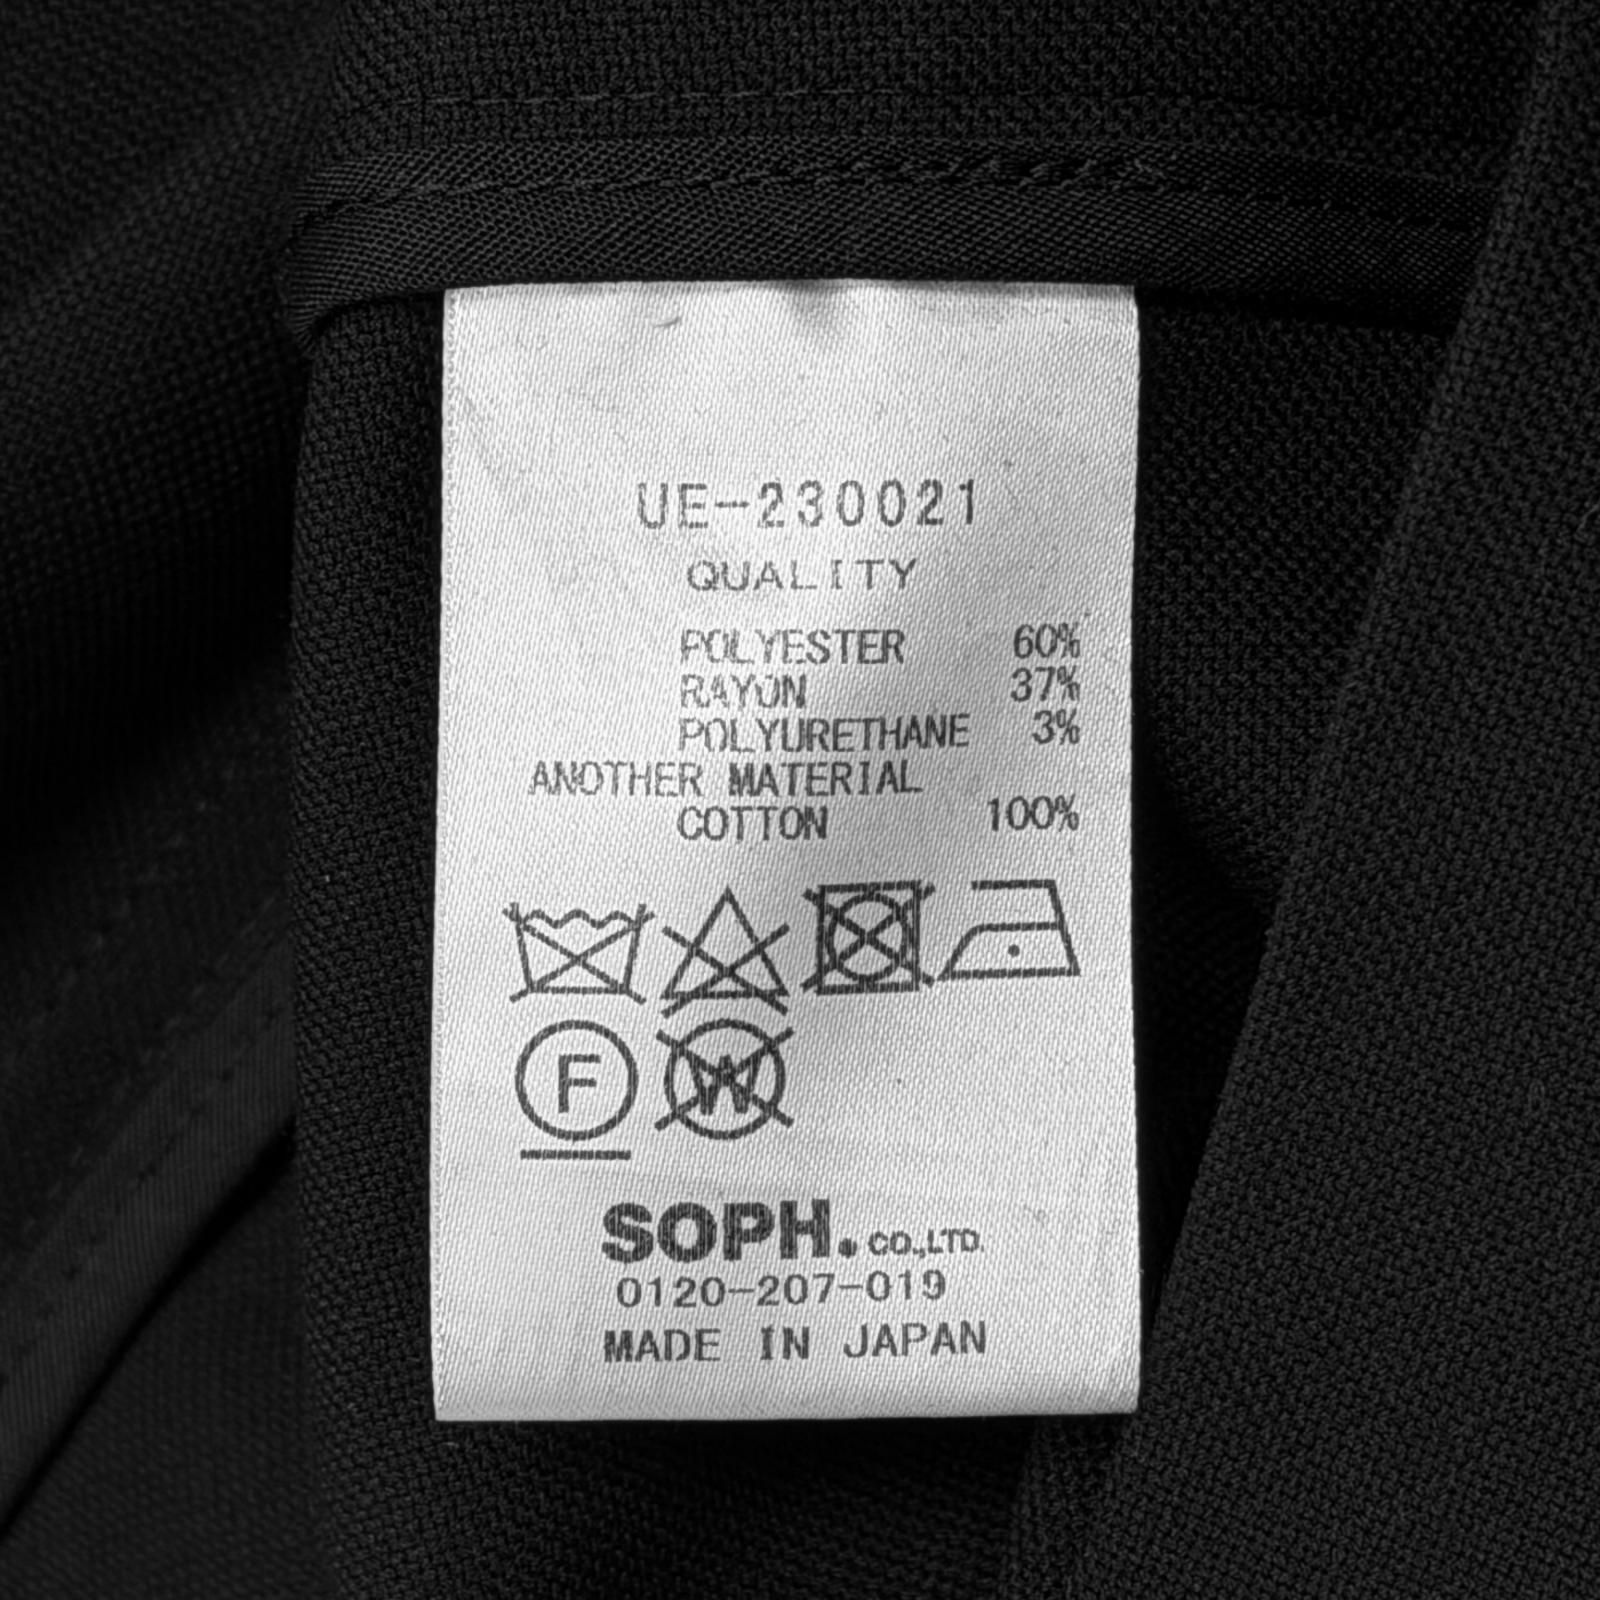 UE-230021
QUALITY
POLYESTER 60%
RAYON 37%
POLYURETHANE 3%
ANOTHER MATERIAL
COTTON 100%
F W
SOPH. CO.,LTD.
0120-207-019
MADE IN JAPAN